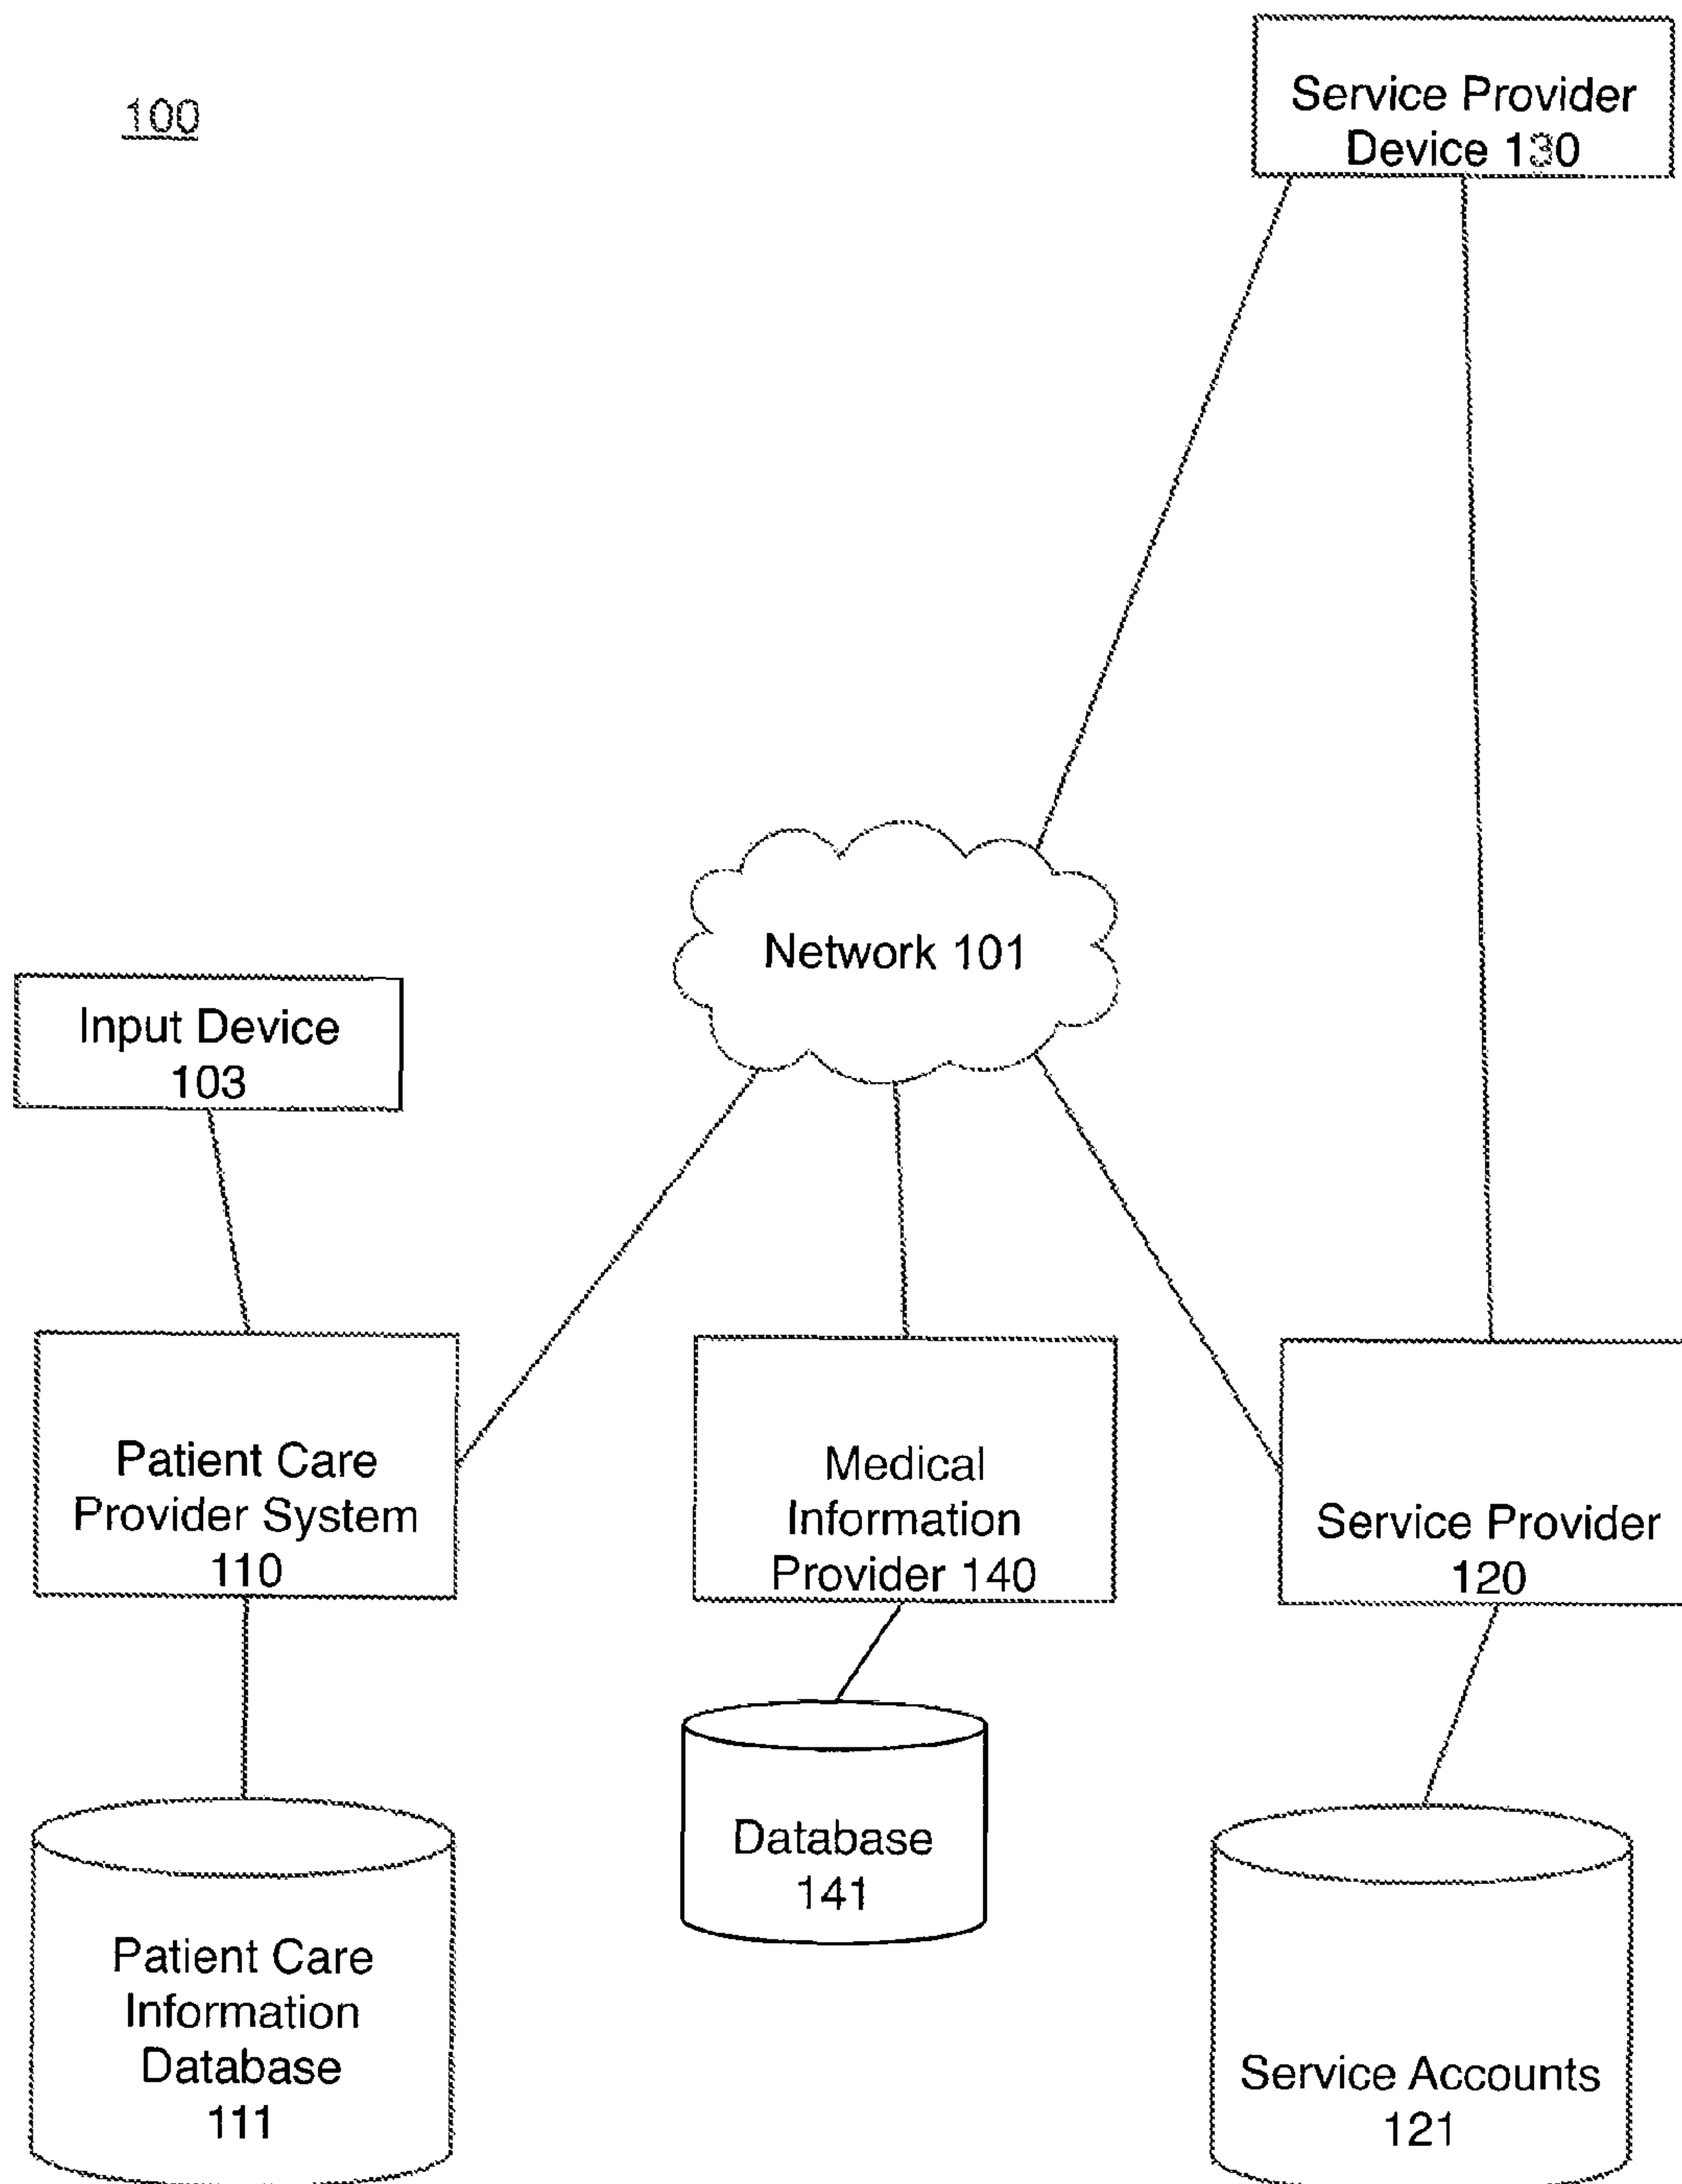 100
Service Provider
Device 130
Network 101
Input Device
103
Patient Care
Provider System
110
Medical
Information
Provider 140
Service Provider
120
Database
141
Patient Care
Information
Database
111
Service Accounts
121